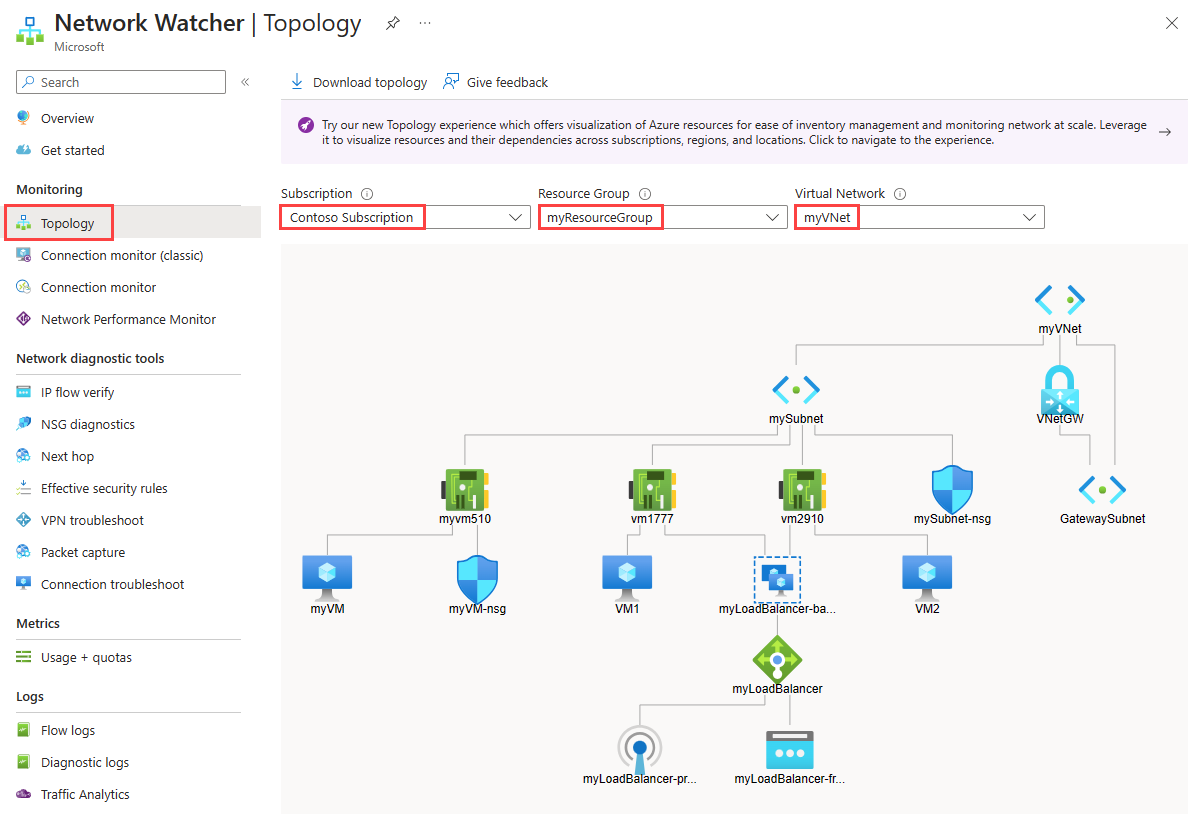 Network Watcher | Topology
...
Microsoft
Search
«
Overview
Get started
Monitoring
Topology
Connection monitor (classic)
Connection monitor
Network Performance Monitor
Network diagnostic tools
IP flow verify
NSG diagnostics
Next hop
Effective security rules
VPN troubleshoot
Packet capture
Connection troubleshoot
Metrics
Usage + quotas
Logs
Flow logs
Diagnostic logs
Traffic Analytics
Download topology
Give feedback
Try our new Topology experience which offers visualization of Azure resources for ease of inventory management and monitoring network at scale. Leverage
it to visualize resources and their dependencies across subscriptions, regions, and locations. Click to navigate to the experience.
Subscription
Resource Group
Virtual Network
Contoso Subscription
myResourceGroup
myVNet
myVNet
mySubnet
VNetGW
myvm510
vm1777
vm2910
mySubnet-nsg
GatewaySubnet
myVM
myVM-nsg
VM1
myLoadBalancer-ba...
VM2
myLoadBalancer
myLoadBalancer-pr...
myLoadBalancer-fr...